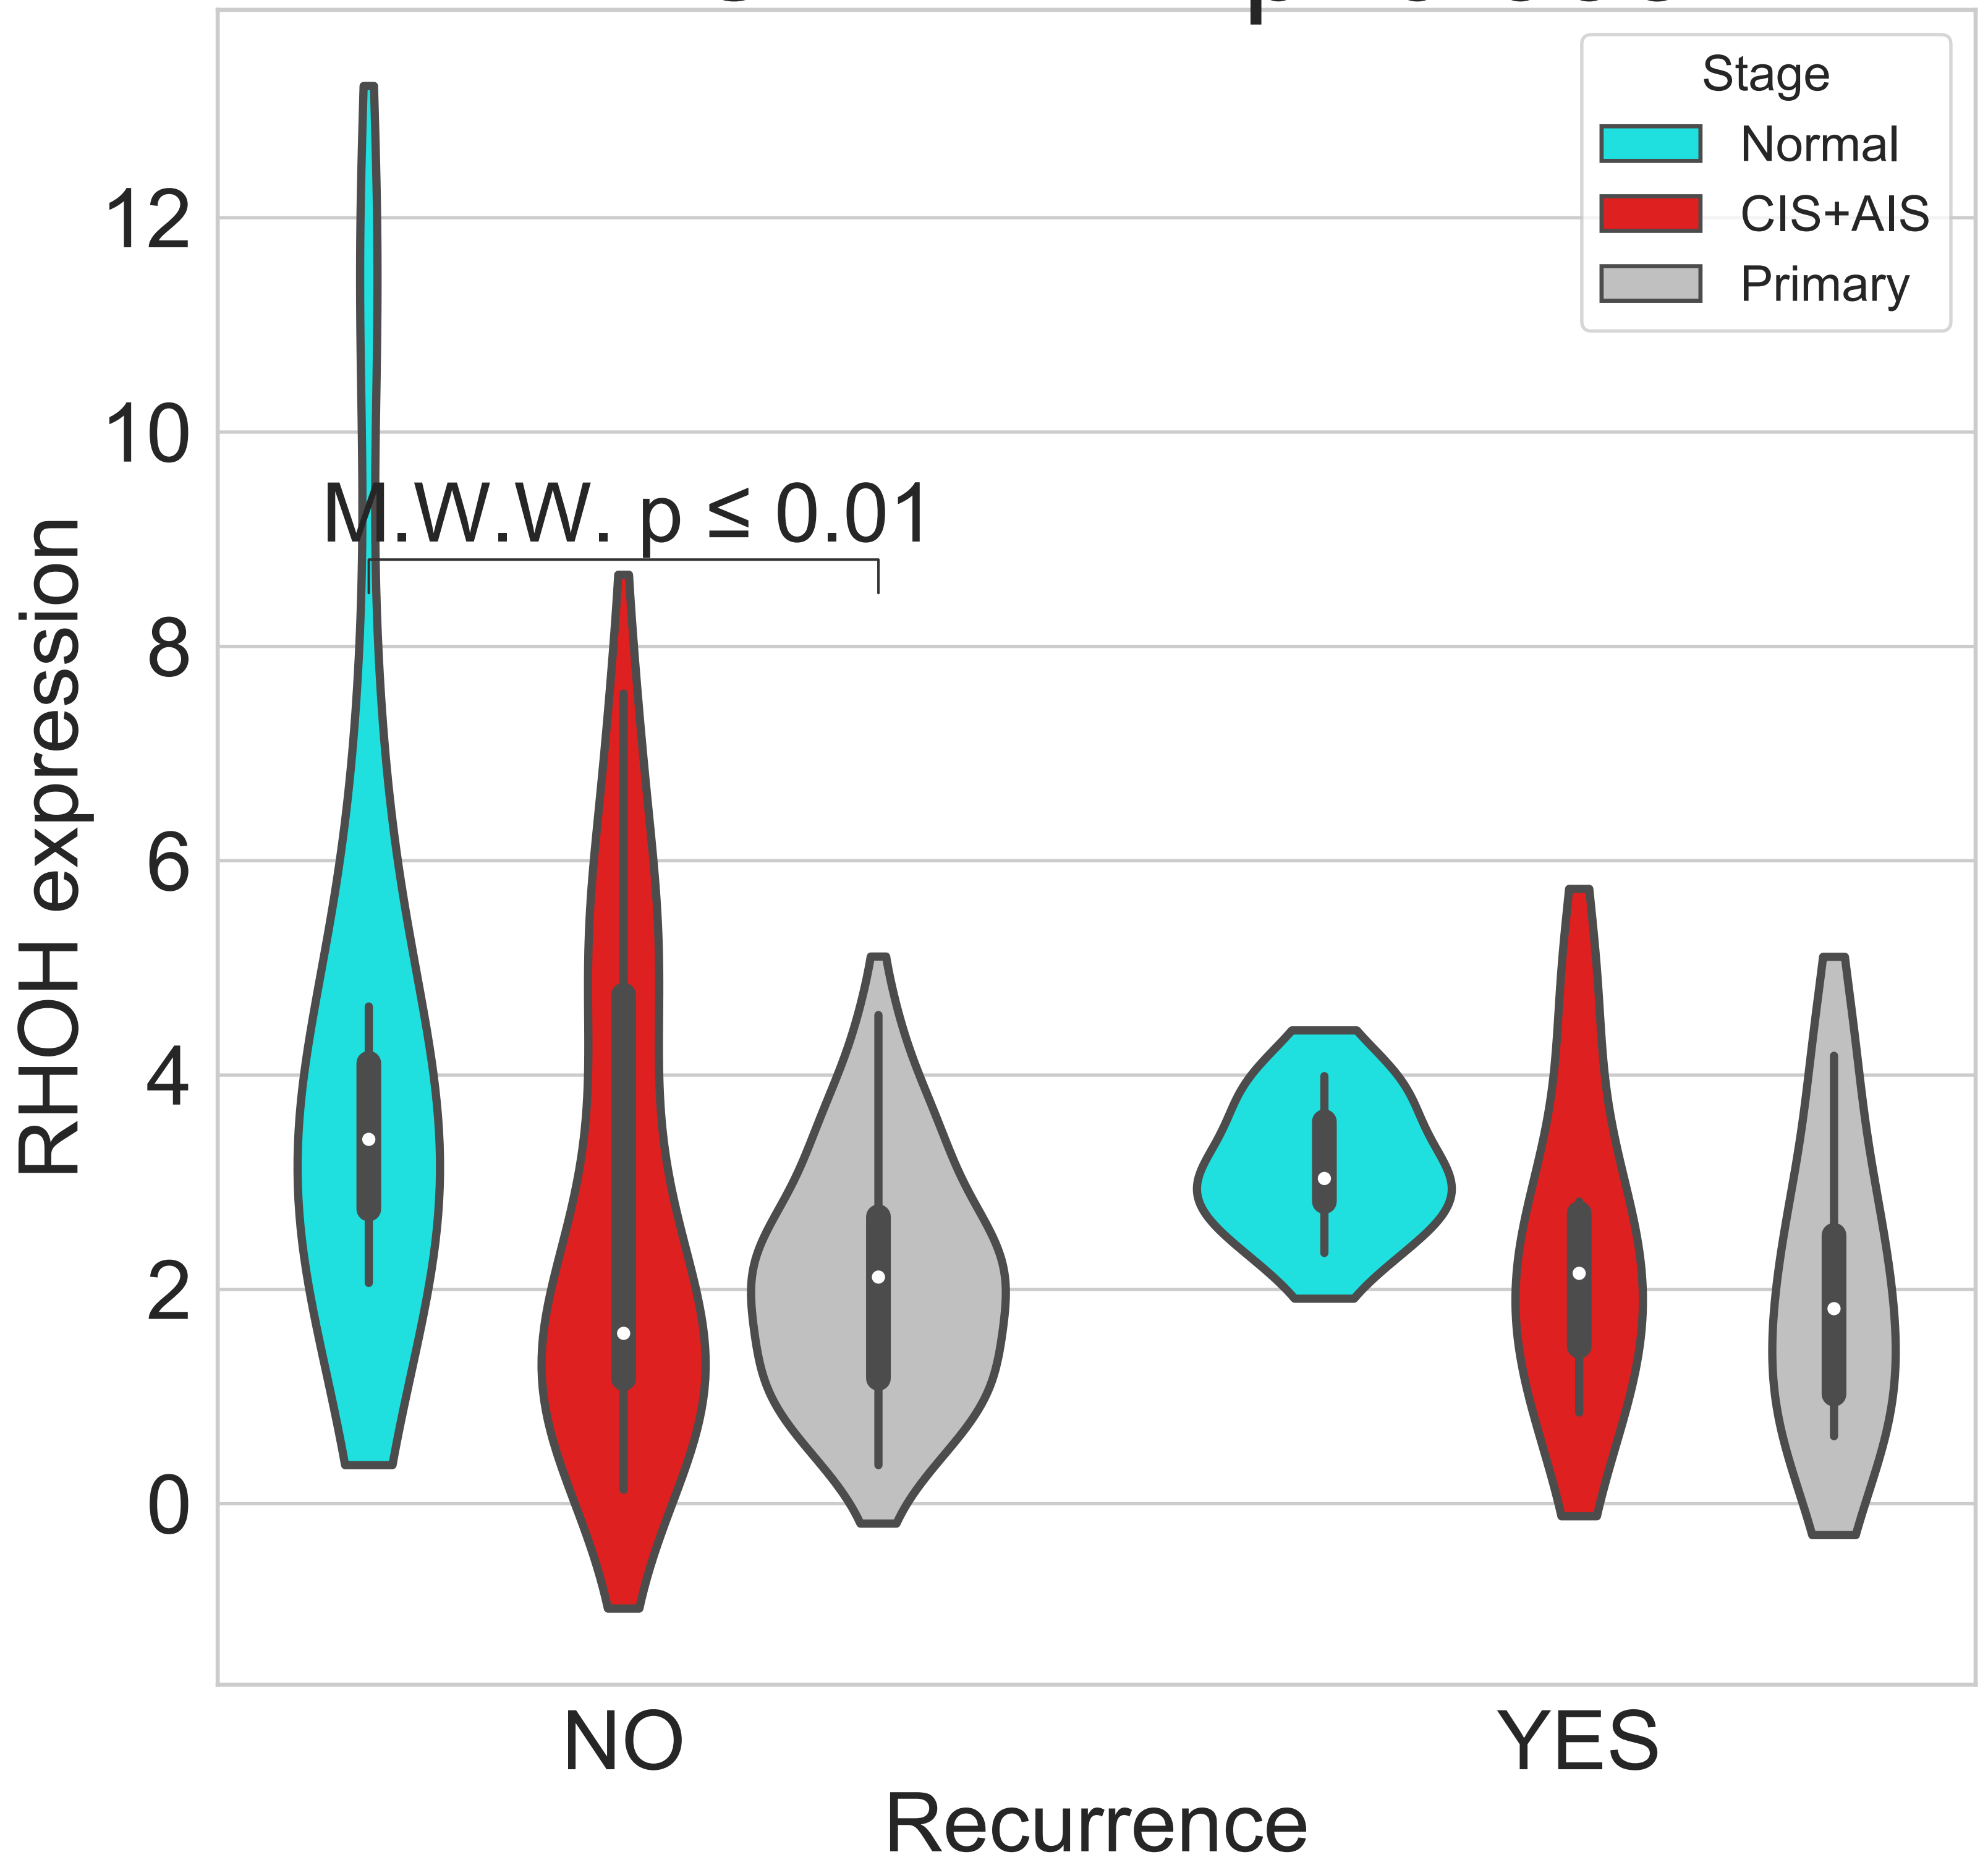 Stage
Normal
CIS+AIS
Primary
12
10
8
6
4
2
0
RHOH expression
M.W.W. p ≤ 0.01
NO
YES
Recurrence